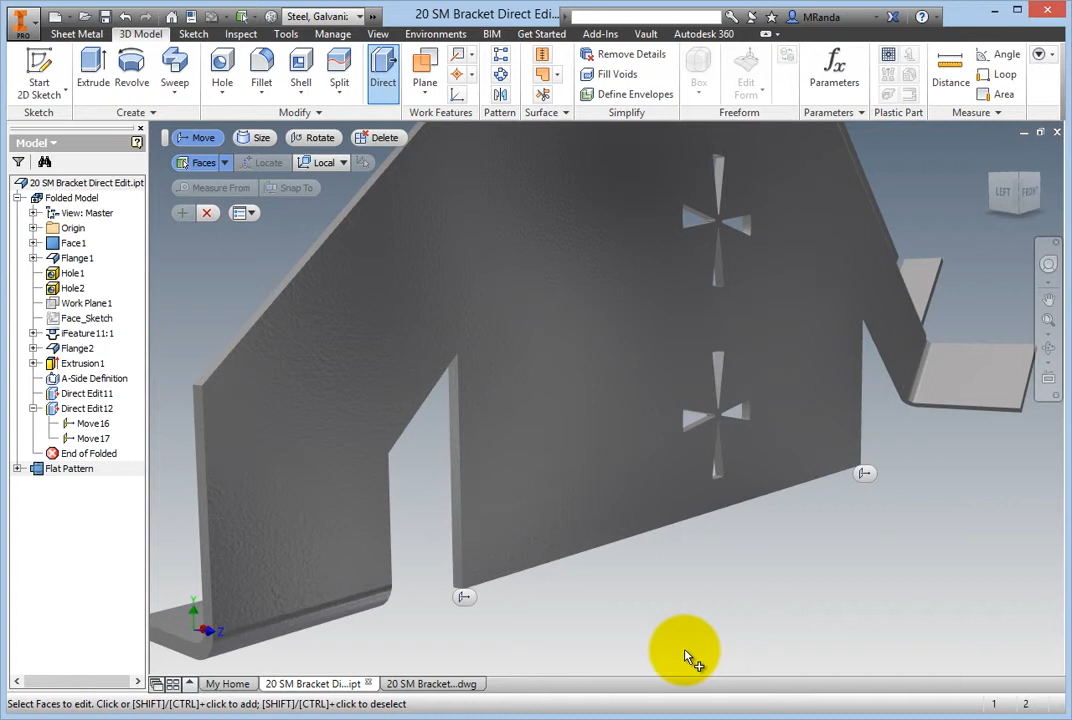 20 SM Bracket Direct Edi...
Steel, Galvani:
MRanda
PRO
Sheet Metal
3D Model
Sketch
Inspect
Tools
Manage
View
Environments
BIM
Get Started
Add-Ins
Vault
Autodesk 360
Start
2D Sketch
Extrude
Revolve
Sweep
Hole
Fillet
Shell
Split
Direct
Plane
Remove Details
Fill Voids
Define Envelopes
Box
Edit
Form
Parameters
Distance
Angle
Loop
Area
Sketch
Create
Modify
Work Features
Pattern
Surface
Simplify
Freeform
Parameters
Plastic Part
Measure
Model
20 SM Bracket Direct Edit.ipt
Folded Model
View: Master
Origin
Face1
Flange1
Hole1
Hole2
Work Plane1
Face_Sketch
iFeature11:1
Flange2
Extrusion1
A-Side Definition
Direct Edit11
Direct Edit12
Move16
Move17
End of Folded
Flat Pattern
Move
Size
Rotate
Delete
Faces
Locate
Local
Measure From
Snap To
LEFT
FRONT
Y
Z
My Home
20 SM Bracket Di...ipt
20 SM Bracket...dwg
Select Faces to edit. Click or [SHIFT]/[CTRL]+click to add; [SHIFT]/[CTRL]+click to deselect
1
2